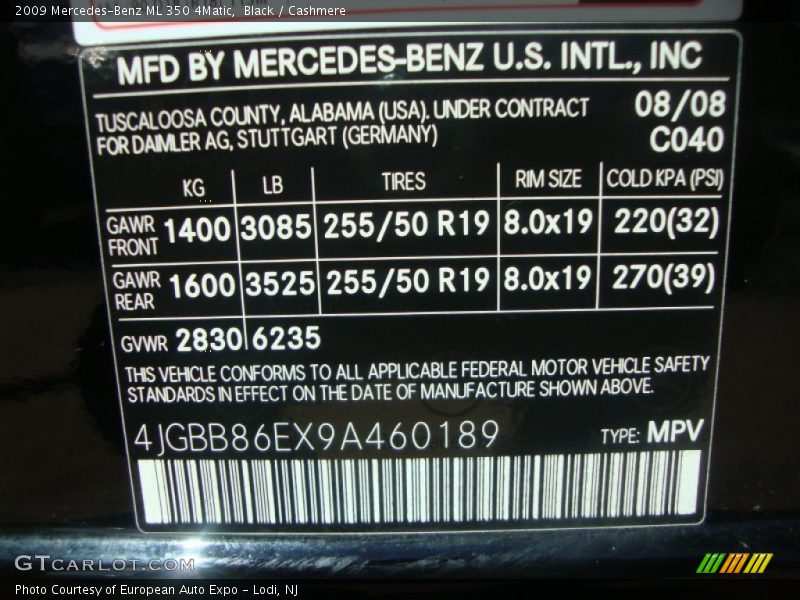 2009 Mercedes-Benz ML 350 4Matic, Black / Cashmere
MFD BY MERCEDES-BENZ U.S. INTL., INC
TUSCALOOSA COUNTY, ALABAMA (USA). UNDER CONTRACT
FOR DAIMLER AG, STUTTGART (GERMANY)
08/08
C040
KG LB TIRES RIM SIZE COLD KPA (PSI)
GAWR FRONT 1400 3085 255/50 R19 8.0x19 220(32)
GAWR REAR 1600 3525 255/50 R19 8.0x19 270(39)
GVWR 2830 6235
THIS VEHICLE CONFORMS TO ALL APPLICABLE FEDERAL MOTOR VEHICLE SAFETY
STANDARDS IN EFFECT ON THE DATE OF MANUFACTURE SHOWN ABOVE.
4JGBB86EX9A460189 TYPE: MPV
GTCARLOT.COM
Photo Courtesy of European Auto Expo - Lodi, NJ